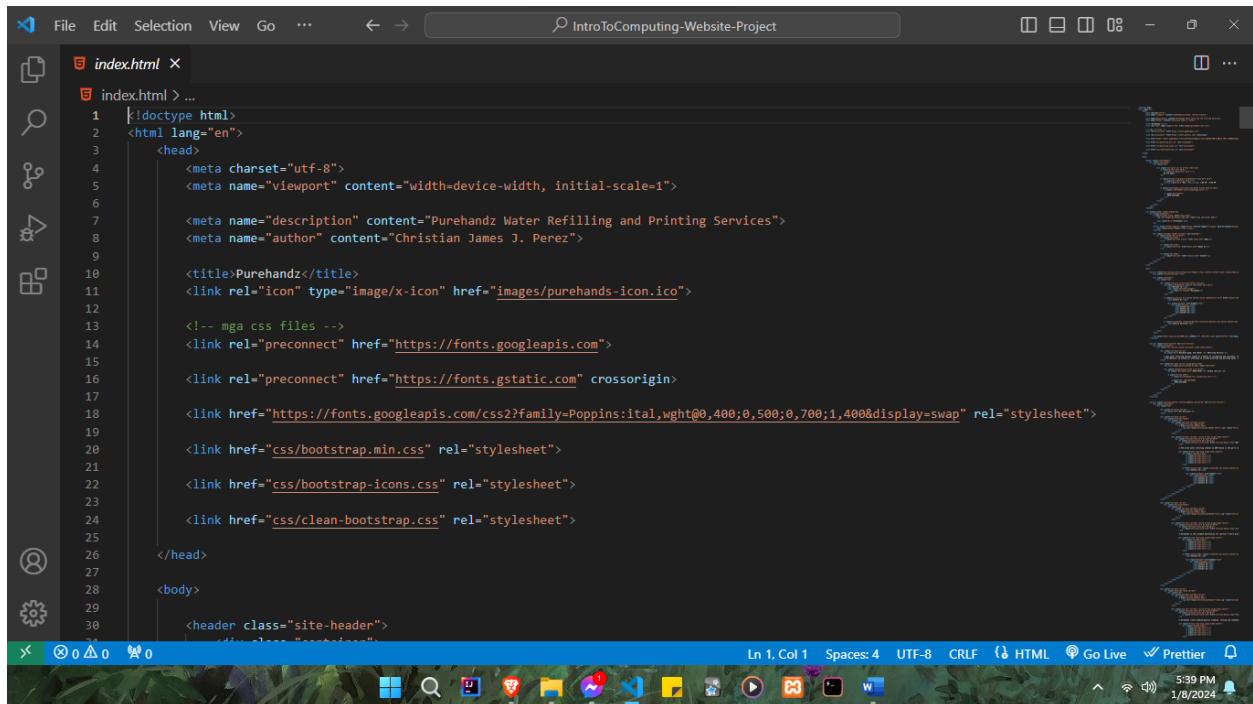 File Edit Selection View Go ··· IntroToComputing-Website-Project
index.html
index.html > ...
1 <!doctype html>
2 <html lang="en">
3 <head>
4 <meta charset="utf-8">
5 <meta name="viewport" content="width=device-width, initial-scale=1">
6
7 <meta name="description" content="Purehandz Water Refilling and Printing Services">
8 <meta name="author" content="Christian James J. Perez">
9
10 <title>Purehandz</title>
11 <link rel="icon" type="image/x-icon" href="images/purehands-icon.ico">
12
13 <!-- mga css files -->
14 <link rel="preconnect" href="https://fonts.googleapis.com">
15
16 <link rel="preconnect" href="https://fonts.gstatic.com" crossorigin>
17
18 <link href="https://fonts.googleapis.com/css2?family=Poppins:ital,wght@0,400;0,500;0,700;1,400&display=swap" rel="stylesheet">
19
20 <link href="css/bootstrap.min.css" rel="stylesheet">
21
22 <link href="css/bootstrap-icons.css" rel="stylesheet">
23
24 <link href="css/clean-bootstrap.css" rel="stylesheet">
25
26 </head>
27
28 <body>
29
30 <header class="site-header">
31 <div class="container">
0 0 0 Ln 1, Col 1 Spaces: 4 UTF-8 CRLF HTML Go Live Prettier
1
5:39 PM
1/8/2024